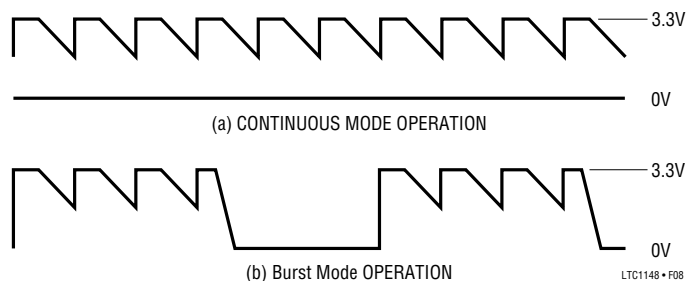 3.3V
0V
(a) CONTINUOUS MODE OPERATION
3.3V
0V
(b) Burst Mode OPERATION
LTC1148 • F08